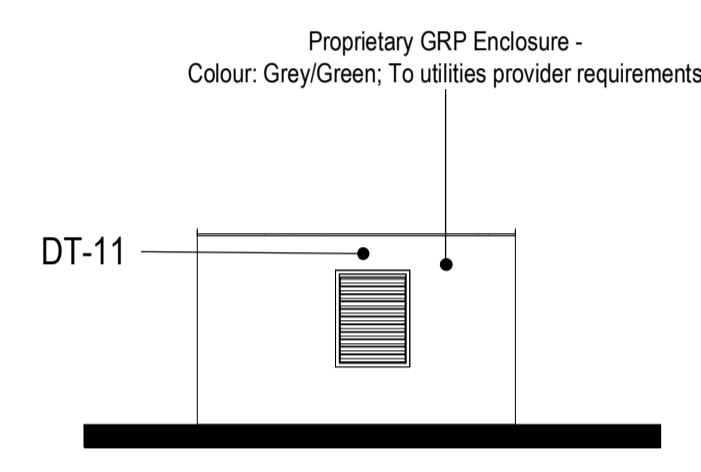 Proprietary GRP Enclosure -
Colour: Grey/Green; To utilities provider requirements
DT-11